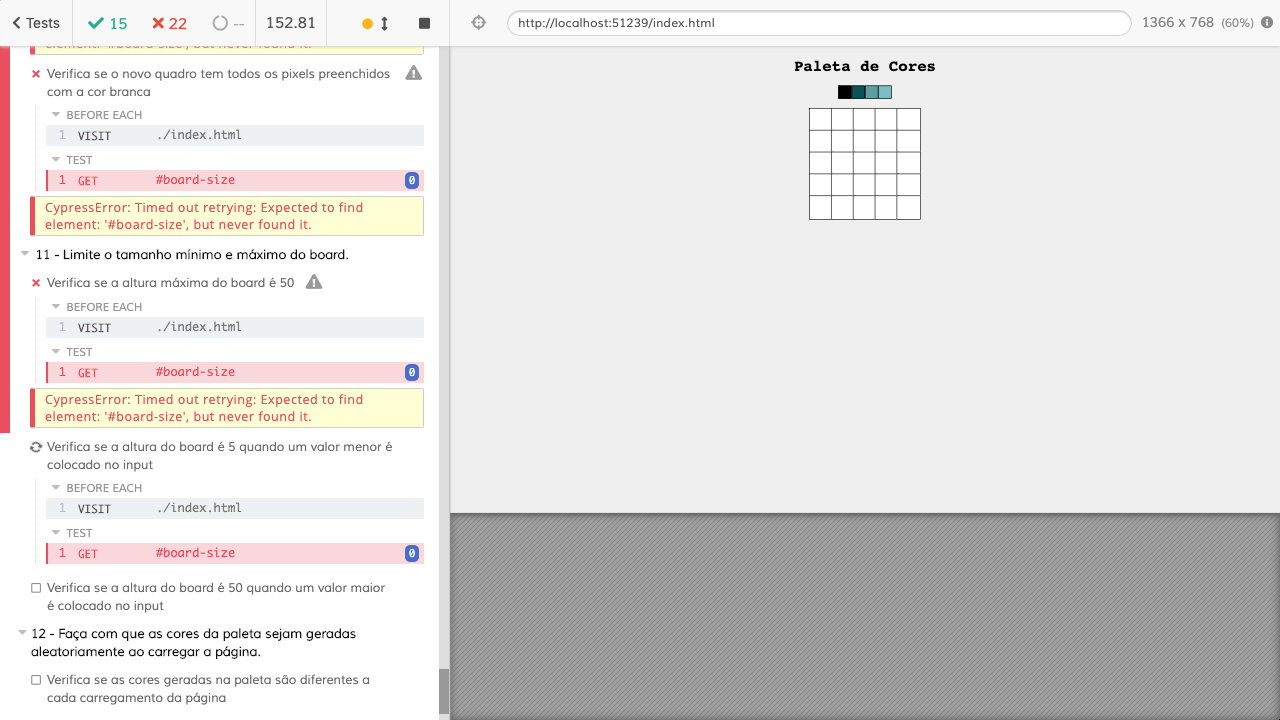 Tests 15 22 -- 152.81
http://localhost:51239/index.html 1366 x 768 (60%)
element: '#board-size', but never found it.
Verifica se o novo quadro tem todos os pixels preenchidos
com a cor branca
BEFORE EACH
1 VISIT ./index.html
TEST
1 GET #board-size 0
CypressError: Timed out retrying: Expected to find
element: '#board-size', but never found it.
11 - Limite o tamanho mínimo e máximo do board.
Verifica se a altura máxima do board é 50
BEFORE EACH
1 VISIT ./index.html
TEST
1 GET #board-size 0
CypressError: Timed out retrying: Expected to find
element: '#board-size', but never found it.
Verifica se a altura do board é 5 quando um valor menor é
colocado no input
BEFORE EACH
1 VISIT ./index.html
TEST
1 GET #board-size 0
Verifica se a altura do board é 50 quando um valor maior
é colocado no input
12 - Faça com que as cores da paleta sejam geradas
aleatoriamente ao carregar a página.
Verifica se as cores geradas na paleta são diferentes a
cada carregamento da página
Paleta de Cores